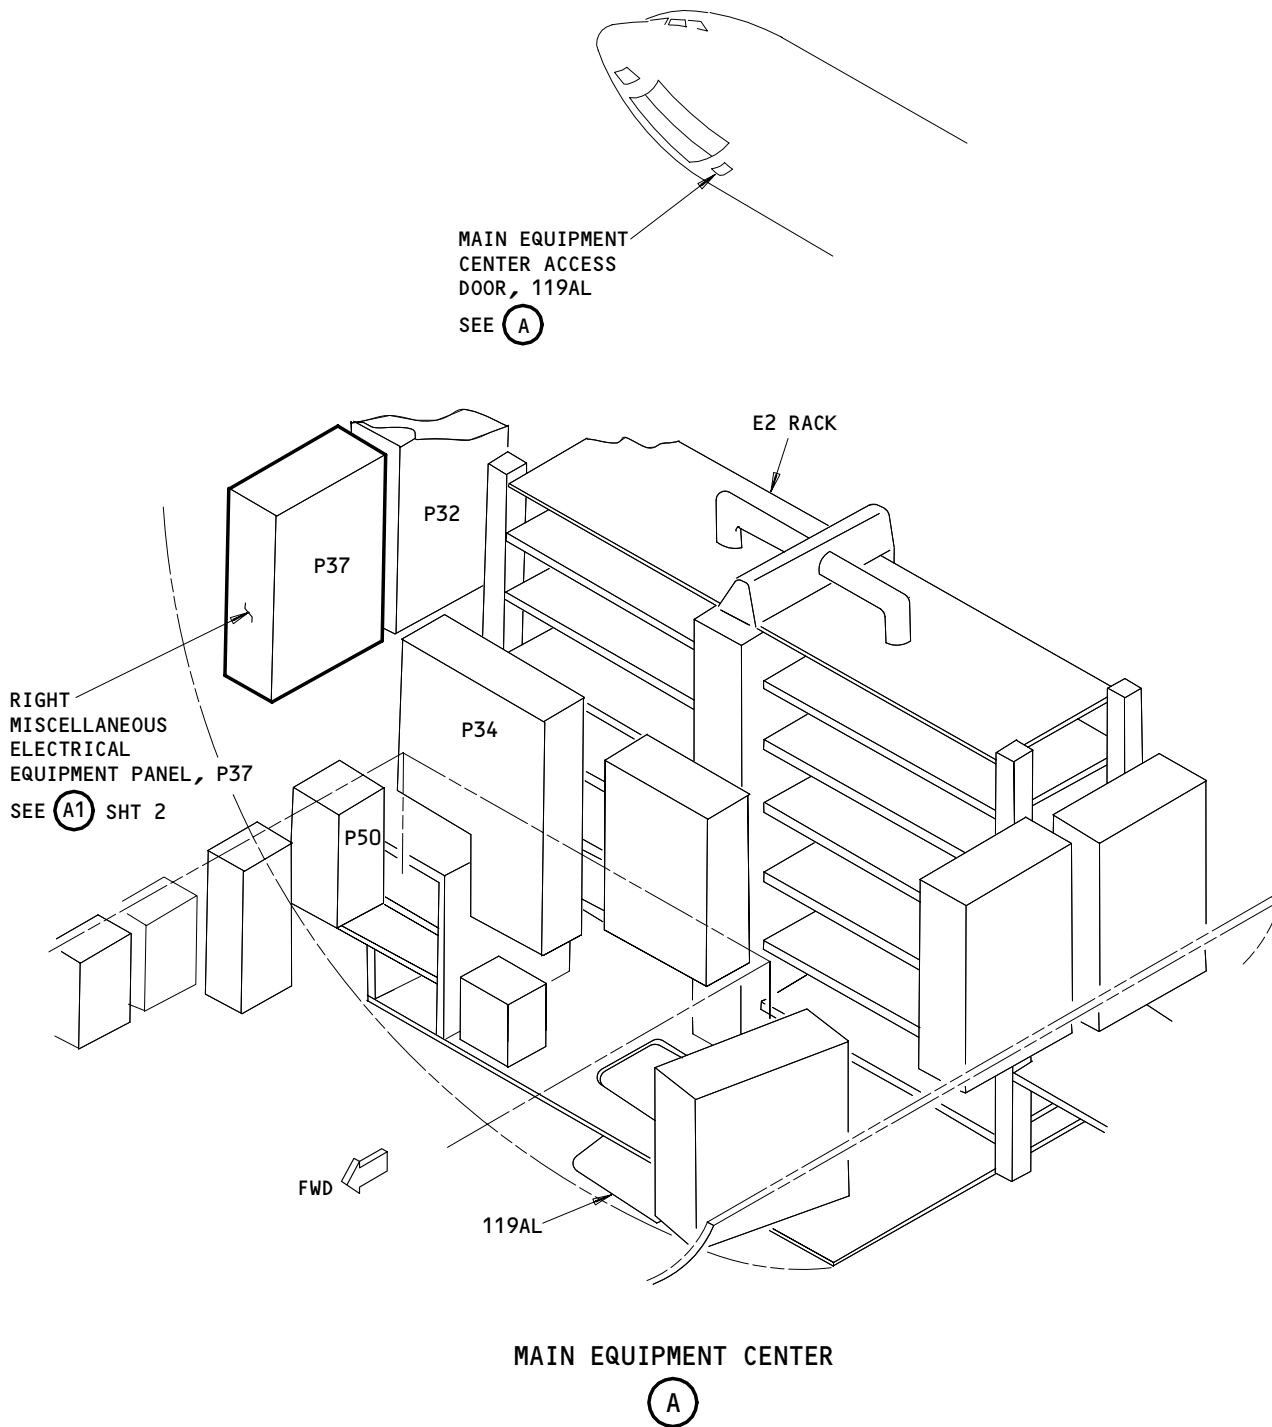 MAIN EQUIPMENT
CENTER ACCESS
DOOR, 119AL
SEE A
E2 RACK
P32
P37
RIGHT
MISCELLANEOUS
ELECTRICAL
EQUIPMENT PANEL, P37
SEE A1 SHT 2
P34
P50
FWD
119AL
MAIN EQUIPMENT CENTER
A